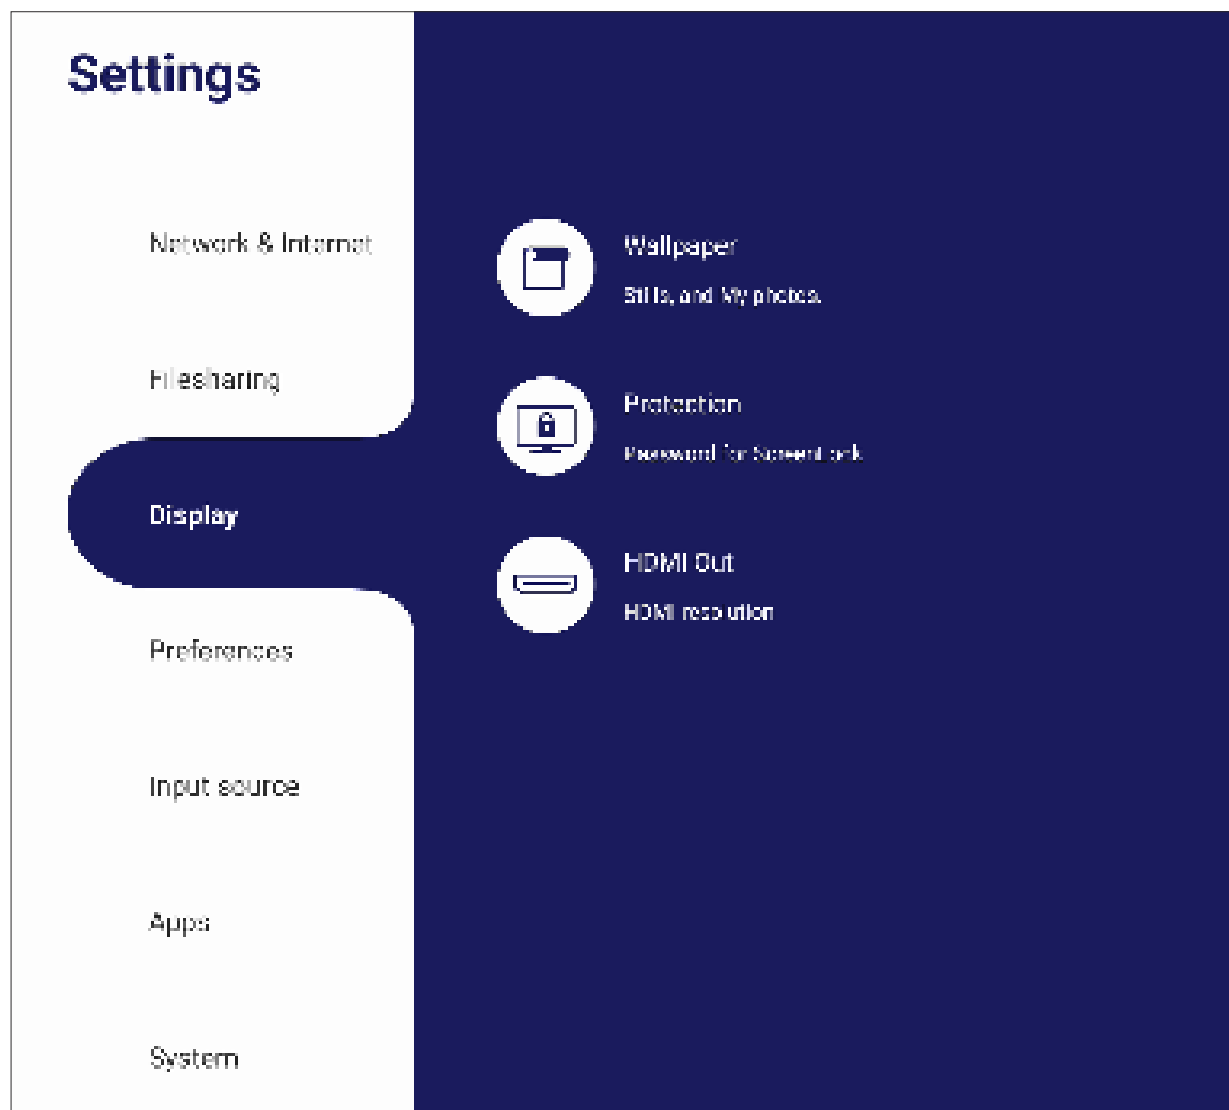 Settings
Network & Internet
Filesharing
Display
Preferences
Input source
Apps
System
Wallpaper
Stills, and My photos.
Protection
Password for ScreenLock
HDMI Out
HDMI resolution